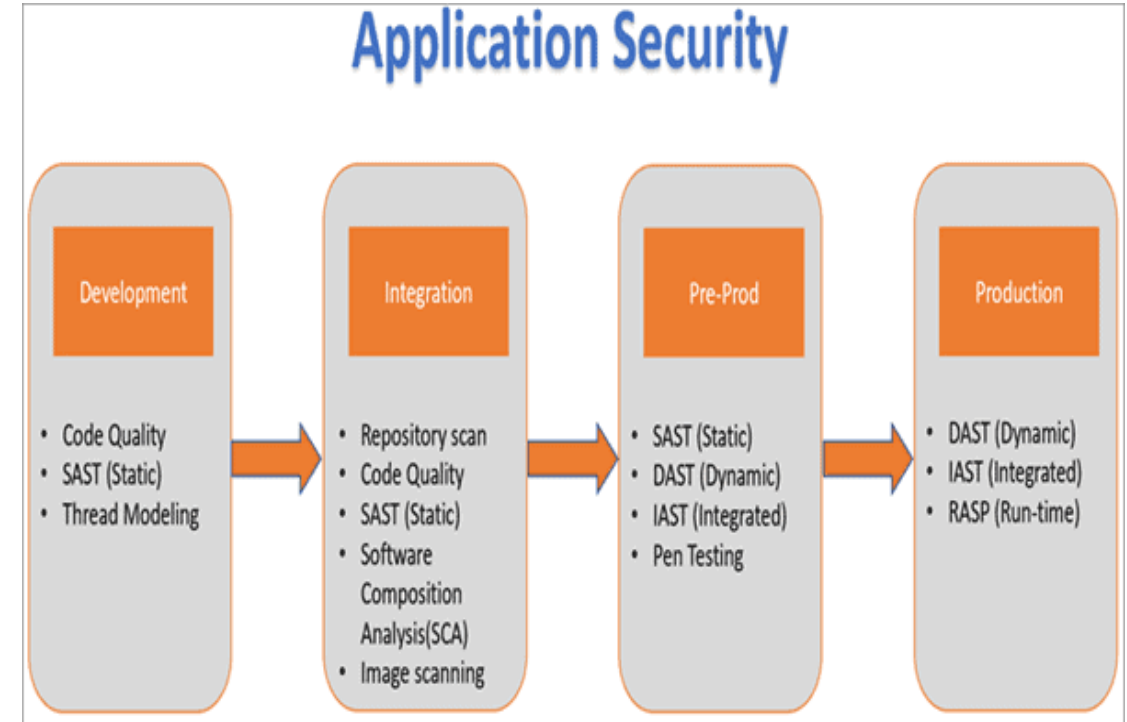 Application Security
Development
• Code Quality
• SAST (Static)
• Thread Modeling
Integration
• Repository scan
• Code Quality
• SAST (Static)
• Software
Composition
Analysis(SCA)
• Image scanning
Pre-Prod
• SAST (Static)
• DAST (Dynamic)
• IAST (Integrated)
• Pen Testing
Production
• DAST (Dynamic)
• IAST (Integrated)
• RASP (Run-time)